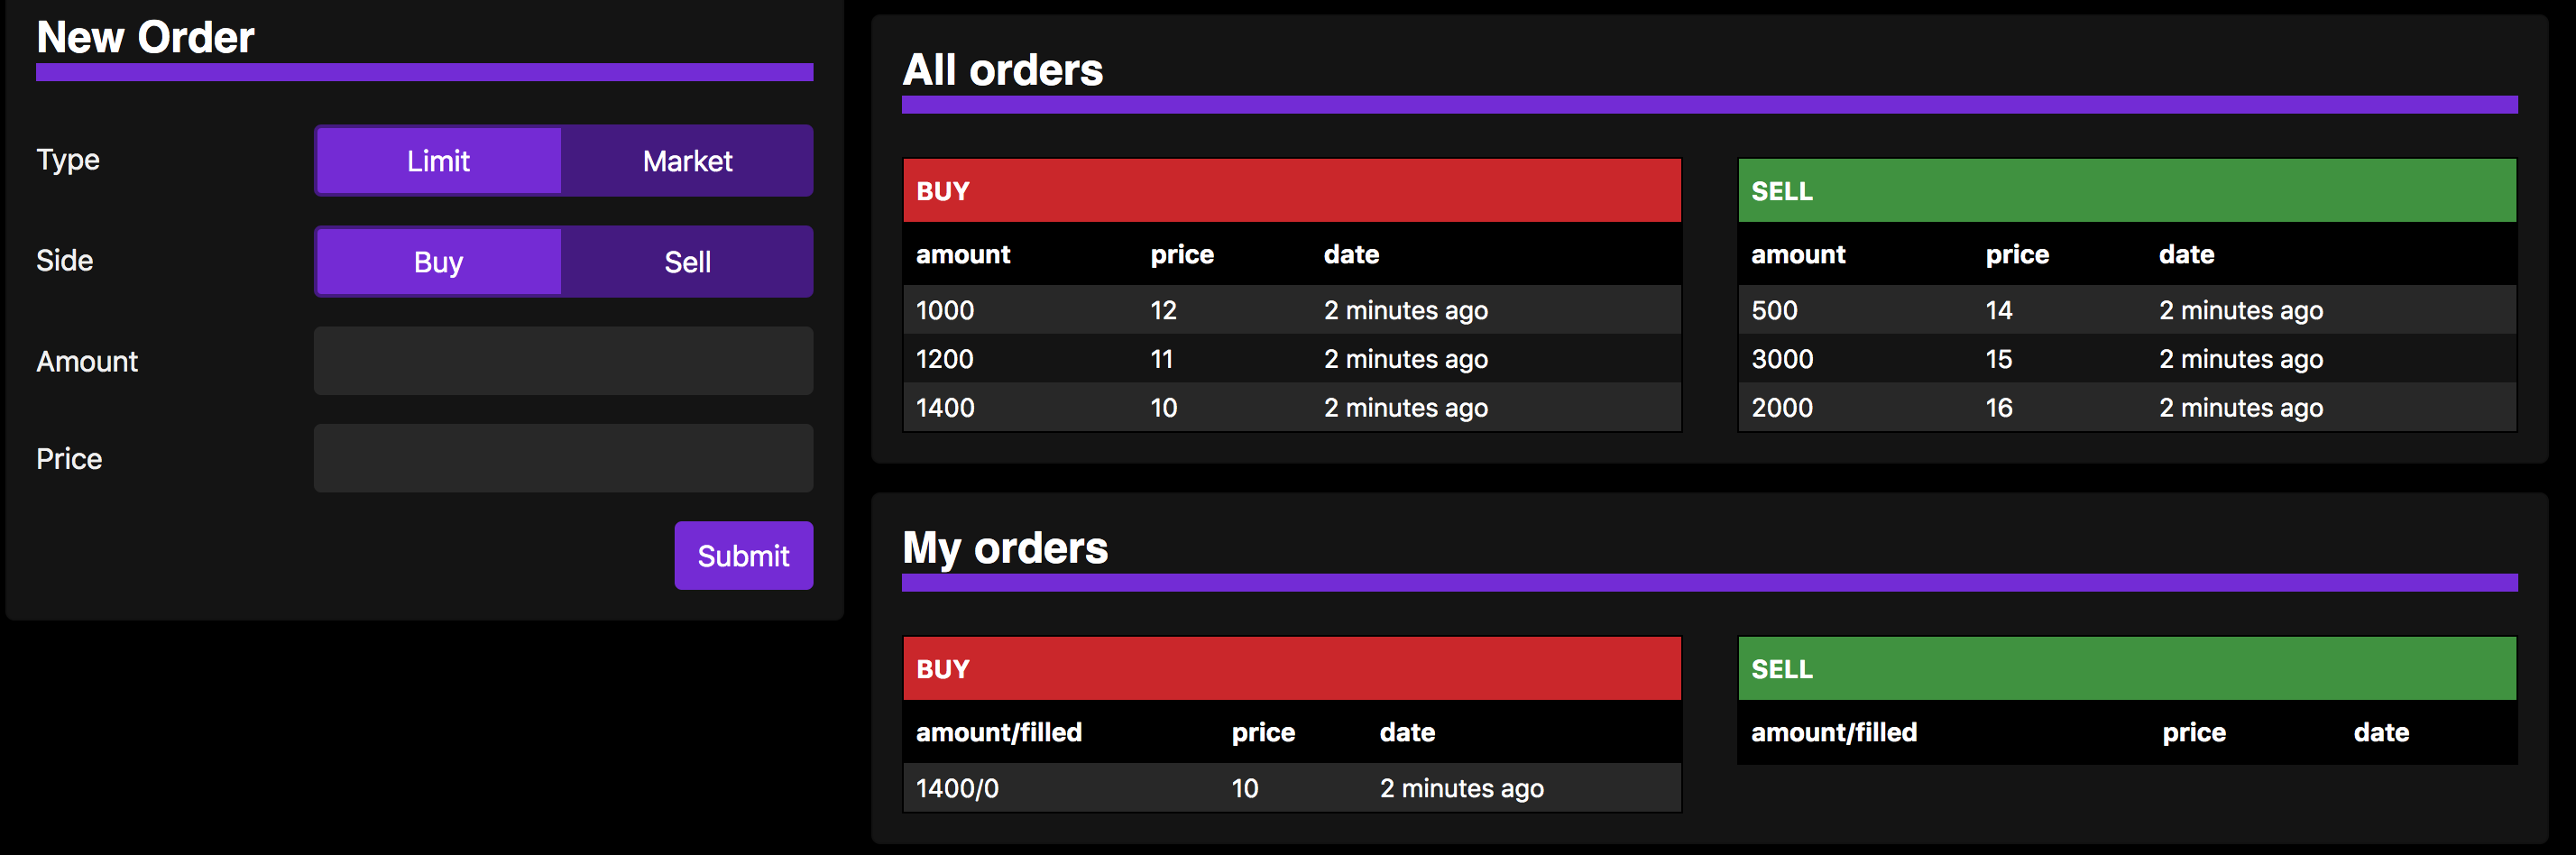 New Order
Type Limit Market
Side Buy Sell
Amount
Price
Submit
All orders
BUY
amount price date
1000 12 2 minutes ago
1200 11 2 minutes ago
1400 10 2 minutes ago
SELL
amount price date
500 14 2 minutes ago
3000 15 2 minutes ago
2000 16 2 minutes ago
My orders
BUY
amount/filled price date
1400/0 10 2 minutes ago
SELL
amount/filled price date